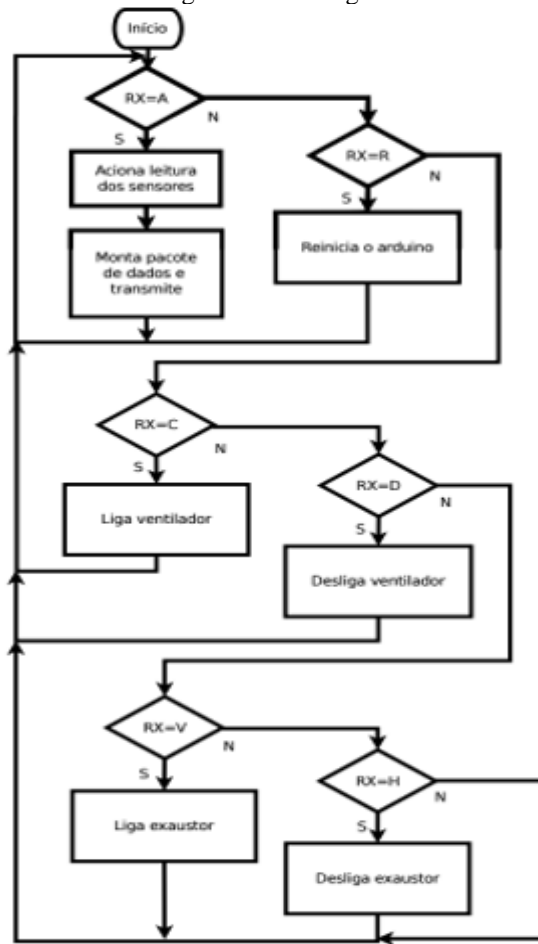 Início
RX=A
N
S
Aciona leitura
dos sensores
Monta pacote
de dados e
transmite
RX=R
N
S
Reinicia o arduino
RX=C
N
S
Liga ventilador
RX=D
N
S
Desliga ventilador
RX=V
N
S
Liga exaustor
RX=H
N
S
Desliga exaustor